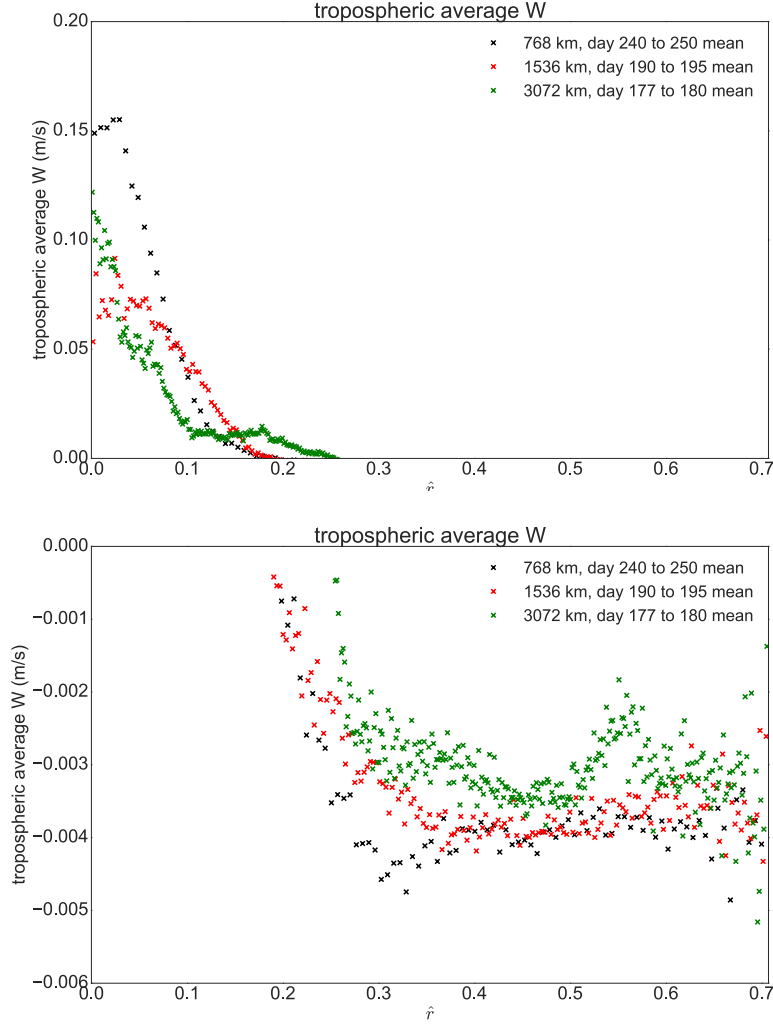 tropospheric average W
0.20
0.15
0.10
0.05
0.00
tropospheric average W (m/s)
× 768 km, day 240 to 250 mean
× 1536 km, day 190 to 195 mean
× 3072 km, day 177 to 180 mean
0.0 0.1 0.2 0.3 0.4 0.5 0.6 0.7
r̂
tropospheric average W
0.000
−0.001
−0.002
−0.003
−0.004
−0.005
−0.006
tropospheric average W (m/s)
× 768 km, day 240 to 250 mean
× 1536 km, day 190 to 195 mean
× 3072 km, day 177 to 180 mean
0.0 0.1 0.2 0.3 0.4 0.5 0.6 0.7
r̂